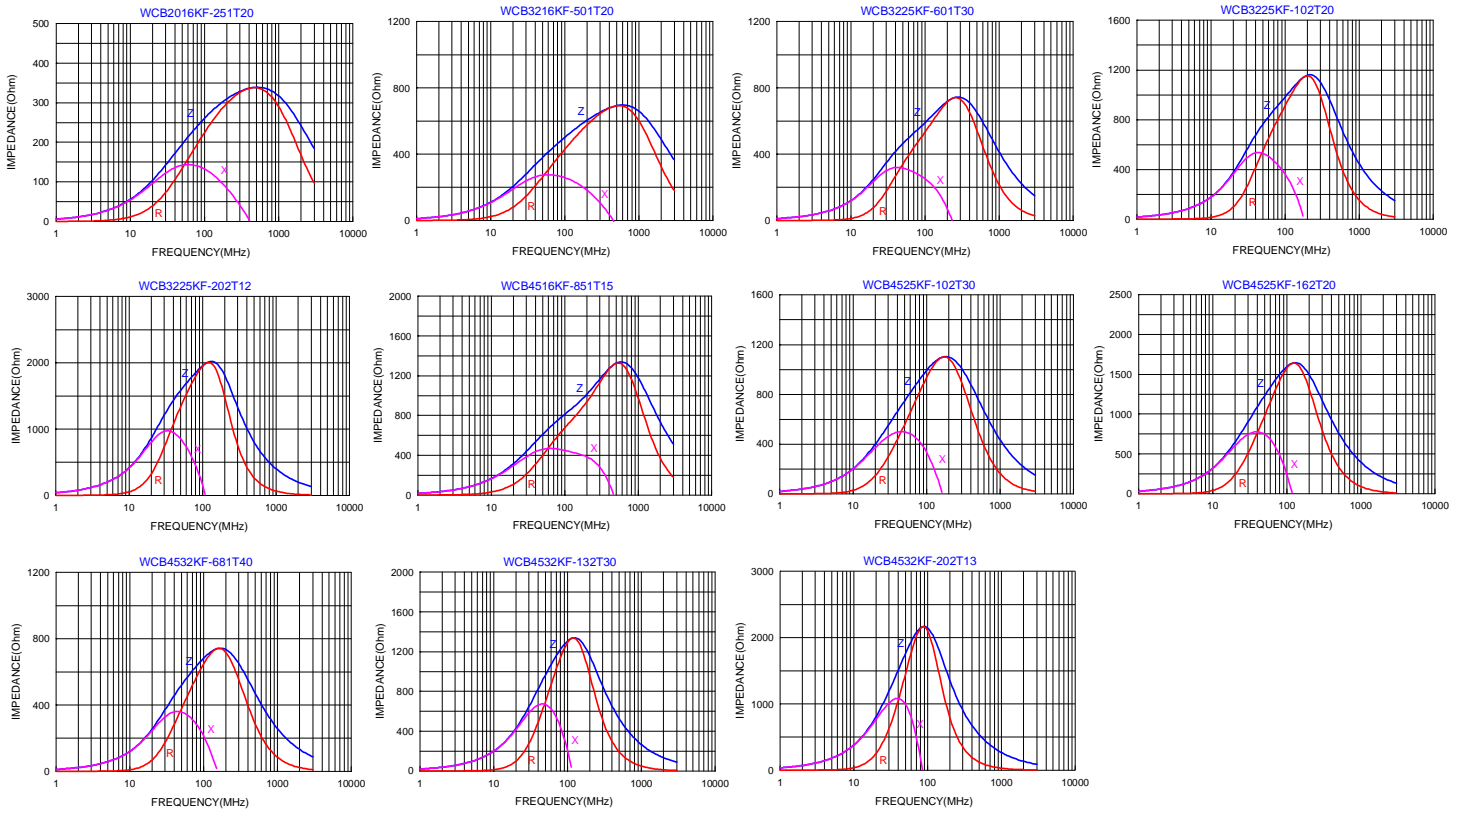 WCB2016KF-251T20
IMPEDANCE(Ohm)
500
400
300
200
100
0
Z
X
R
1 10 100 1000 10000
FREQUENCY(MHz)
WCB3216KF-501T20
IMPEDANCE(Ohm)
1200
800
400
0
Z
X
R
1 10 100 1000 10000
FREQUENCY(MHz)
WCB3225KF-601T30
IMPEDANCE(Ohm)
1200
800
400
0
Z
X
R
1 10 100 1000 10000
FREQUENCY(MHz)
WCB3225KF-102T20
IMPEDANCE(Ohm)
1600
1200
800
400
0
Z
X
R
1 10 100 1000 10000
FREQUENCY(MHz)
WCB3225KF-202T12
IMPEDANCE(Ohm)
3000
2000
1000
0
Z
X
R
1 10 100 1000 10000
FREQUENCY(MHz)
WCB4516KF-851T15
IMPEDANCE(Ohm)
2000
1600
1200
800
400
0
Z
X
R
1 10 100 1000 10000
FREQUENCY(MHz)
WCB4525KF-102T30
IMPEDANCE(Ohm)
1600
1200
800
400
0
Z
X
R
1 10 100 1000 10000
FREQUENCY(MHz)
WCB4525KF-162T20
IMPEDANCE(Ohm)
2500
2000
1500
1000
500
0
Z
X
R
1 10 100 1000 10000
FREQUENCY(MHz)
WCB4532KF-681T40
IMPEDANCE(Ohm)
1200
800
400
0
Z
X
R
1 10 100 1000 10000
FREQUENCY(MHz)
WCB4532KF-132T30
IMPEDANCE(Ohm)
2000
1600
1200
800
400
0
Z
X
R
1 10 100 1000 10000
FREQUENCY(MHz)
WCB4532KF-202T13
IMPEDANCE(Ohm)
3000
2000
1000
0
Z
X
R
1 10 100 1000 10000
FREQUENCY(MHz)